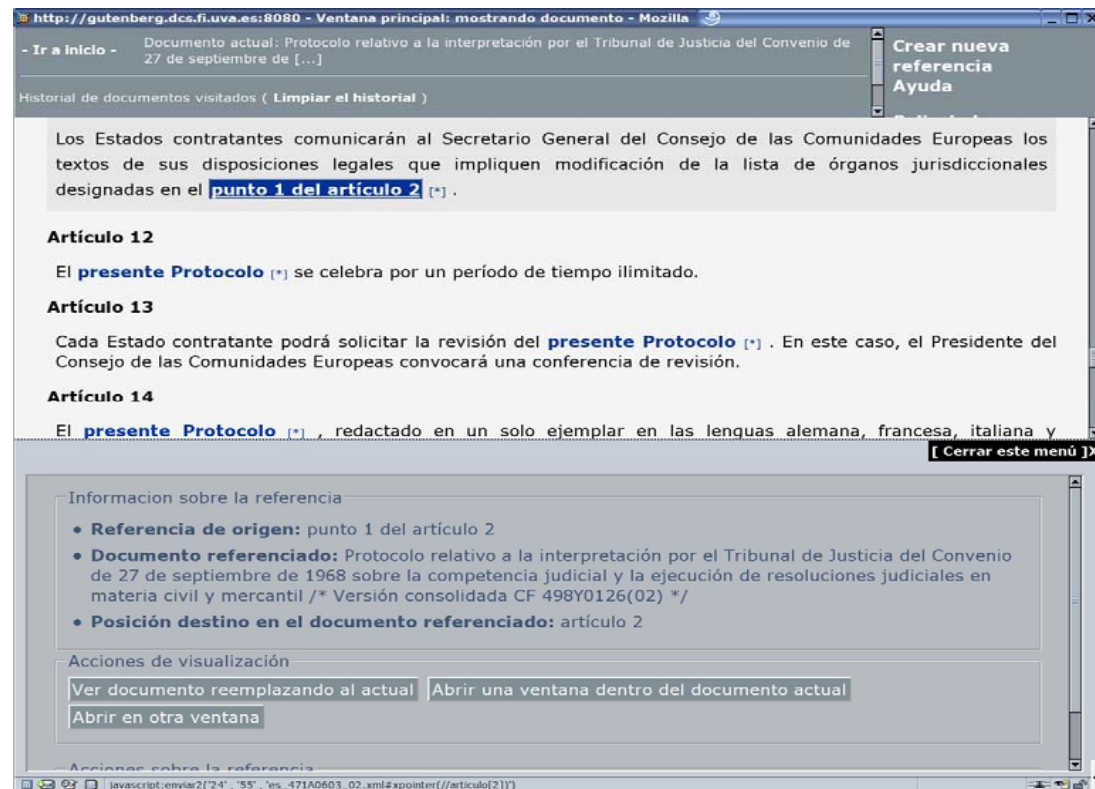 http://gutenberg.dcs.fi.uva.es:8080 - Ventana principal: mostrando documento - Mozilla
- Ir a inicio -
Documento actual: Protocolo relativo a la interpretación por el Tribunal de Justicia del Convenio de
27 de septiembre de [...]
Historial de documentos visitados ( Limpiar el historial )
Crear nueva
referencia
Ayuda
Los Estados contratantes comunicarán al Secretario General del Consejo de las Comunidades Europeas los
textos de sus disposiciones legales que impliquen modificación de la lista de órganos jurisdiccionales
designadas en el punto 1 del artículo 2 [*] .
Artículo 12
El presente Protocolo [*] se celebra por un período de tiempo ilimitado.
Artículo 13
Cada Estado contratante podrá solicitar la revisión del presente Protocolo [*] . En este caso, el Presidente del
Consejo de las Comunidades Europeas convocará una conferencia de revisión.
Artículo 14
El presente Protocolo [*] , redactado en un solo ejemplar en las lenguas alemana, francesa, italiana y
[ Cerrar este menú ]X
Informacion sobre la referencia
• Referencia de origen: punto 1 del artículo 2
• Documento referenciado: Protocolo relativo a la interpretación por el Tribunal de Justicia del Convenio
de 27 de septiembre de 1968 sobre la competencia judicial y la ejecución de resoluciones judiciales en
materia civil y mercantil /* Versión consolidada CF 498Y0126(02) */
• Posición destino en el documento referenciado: artículo 2
Acciones de visualización
Ver documento reemplazando al actual Abrir una ventana dentro del documento actual
Abrir en otra ventana
Acciones sobre la referencia
javascript:enviar2('24' , '55' , 'es_471A0603_02.xml#xpointer(//articulo[2])')